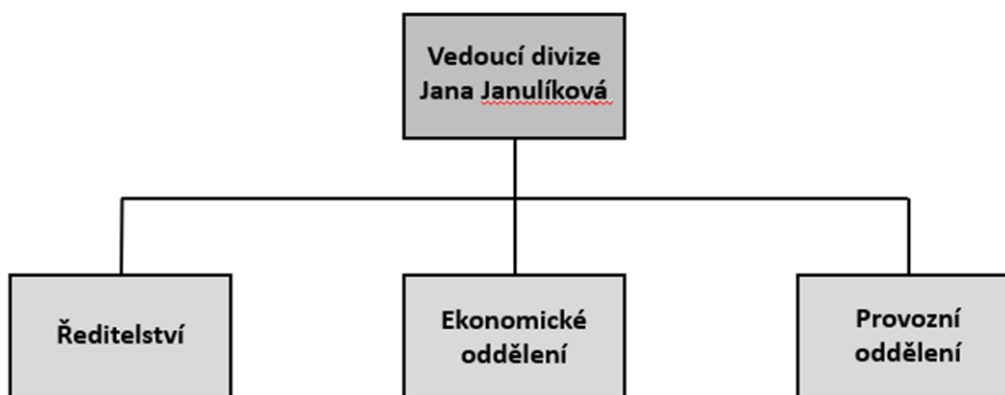 Vedoucí divize
Jana Janulíková
Ředitelství
Ekonomické
oddělení
Provozní
oddělení